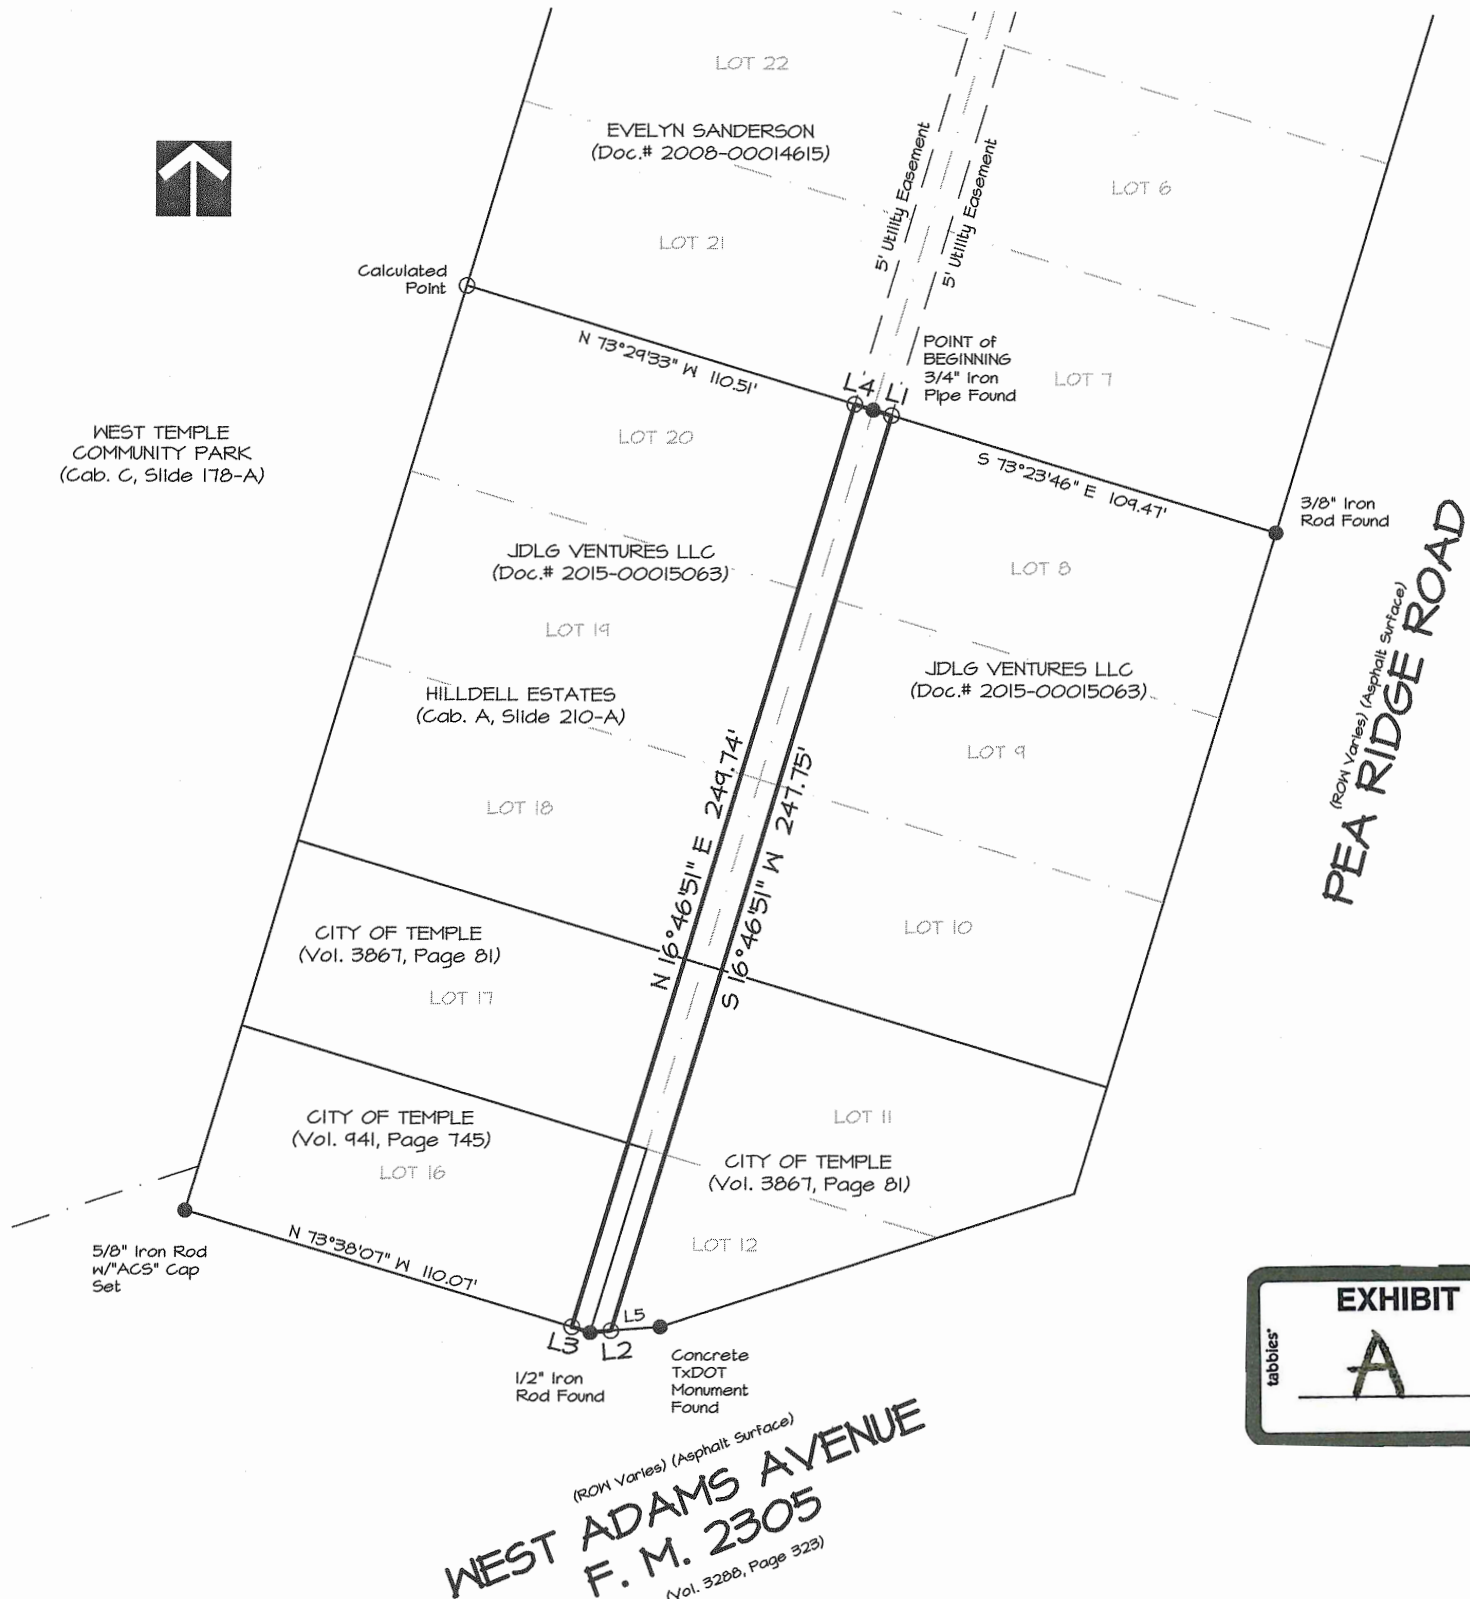 LOT 22
EVELYN SANDERSON
(Doc.# 2008-00014615)
5' Utility Easement
5' Utility Easement
LOT 6
LOT 21
Calculated
Point
N 73°29'33" W 110.51'
POINT of
BEGINNING
3/4" Iron
Pipe Found
LOT 7
L4
L1
WEST TEMPLE
COMMUNITY PARK
(Cab. C, Slide 178-A)
LOT 20
S 73°23'46" E 109.47'
3/8" Iron
Rod Found
JDLG VENTURES LLC
(Doc.# 2015-00015063)
LOT 8
LOT 19
(ROW Varies) (Asphalt Surface)
PEA RIDGE ROAD
JDLG VENTURES LLC
(Doc.# 2015-00015063)
HILLDELL ESTATES
(Cab. A, Slide 210-A)
LOT 9
LOT 18
N 16°46'51" E 249.74'
S 16°46'51" W 247.75'
CITY OF TEMPLE
(Vol. 3867, Page 81)
LOT 10
LOT 17
CITY OF TEMPLE
(Vol. 941, Page 745)
LOT 16
LOT 11
CITY OF TEMPLE
(Vol. 3867, Page 81)
LOT 12
5/8" Iron Rod
w/"ACS" Cap
Set
N 73°38'07" W 110.07'
L5
L3
L2
1/2" Iron
Rod Found
Concrete
TxDOT
Monument
Found
EXHIBIT
tabbies'
A
(ROW Varies) (Asphalt Surface)
WEST ADAMS AVENUE
F. M. 2305
(Vol. 3288, Page 323)